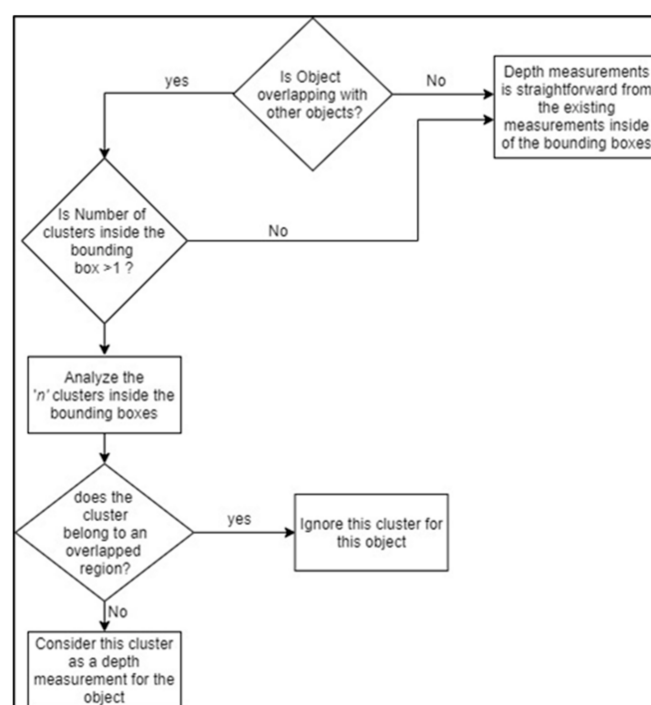 Is Object
overlapping with
other objects?
yes
No
Depth measurements
is straightforward from
the existing
measurements inside
of the bounding boxes
Is Number of
clusters inside the
bounding
box >1 ?
No
Analyze the
'n' clusters inside the
bounding boxes
does the
cluster
belong to an
overlapped
region?
yes
Ignore this cluster for
this object
No
Consider this cluster
as a depth
measurement for the
object